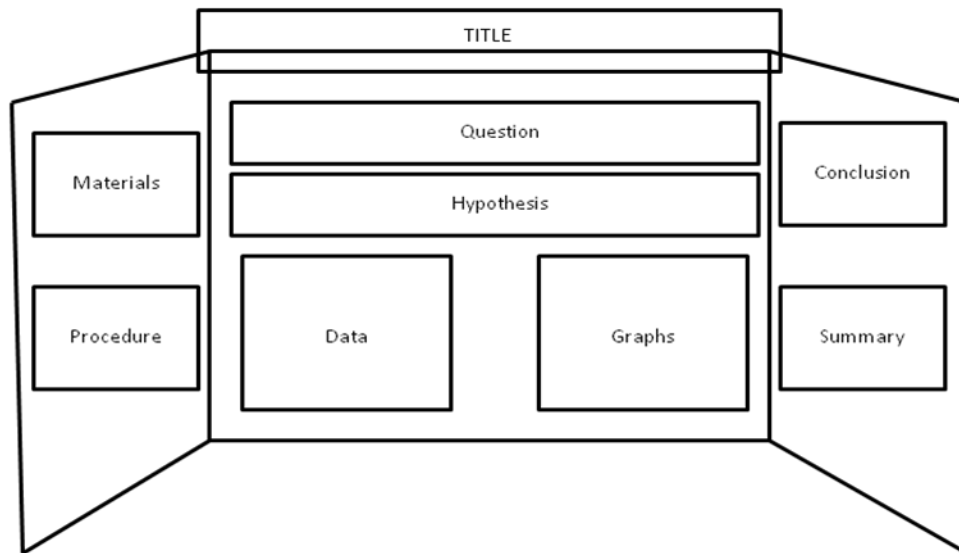 TITLE
Question
Hypothesis
Materials
Procedure
Data
Graphs
Conclusion
Summary